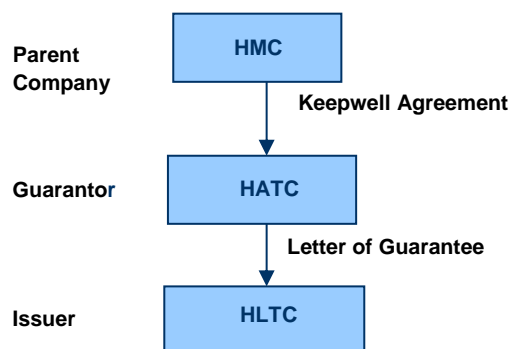 Parent
Company
HMC
Keepwell Agreement
Guarantor
HATC
Letter of Guarantee
Issuer
HLTC